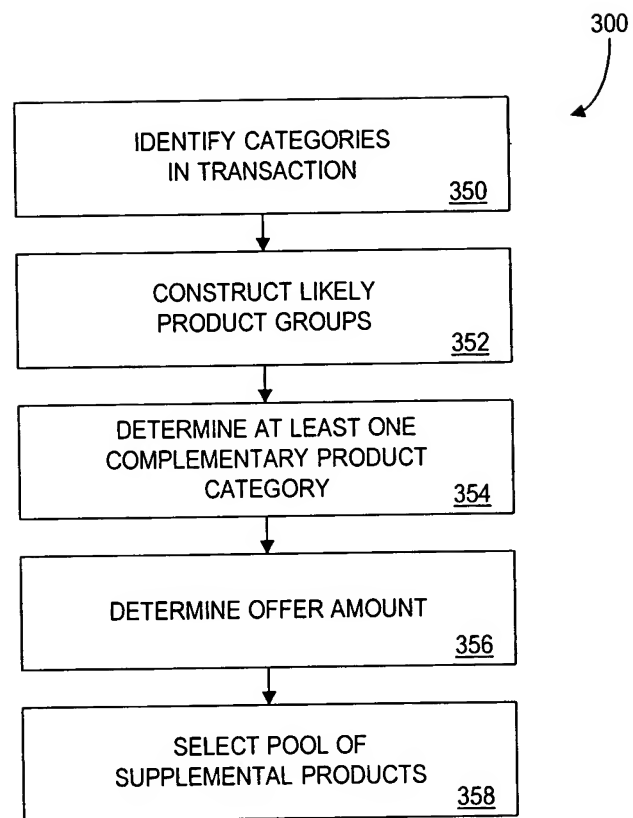 300
IDENTIFY CATEGORIES
IN TRANSACTION
350
CONSTRUCT LIKELY
PRODUCT GROUPS
352
DETERMINE AT LEAST ONE
COMPLEMENTARY PRODUCT
CATEGORY
354
DETERMINE OFFER AMOUNT
356
SELECT POOL OF
SUPPLEMENTAL PRODUCTS
358